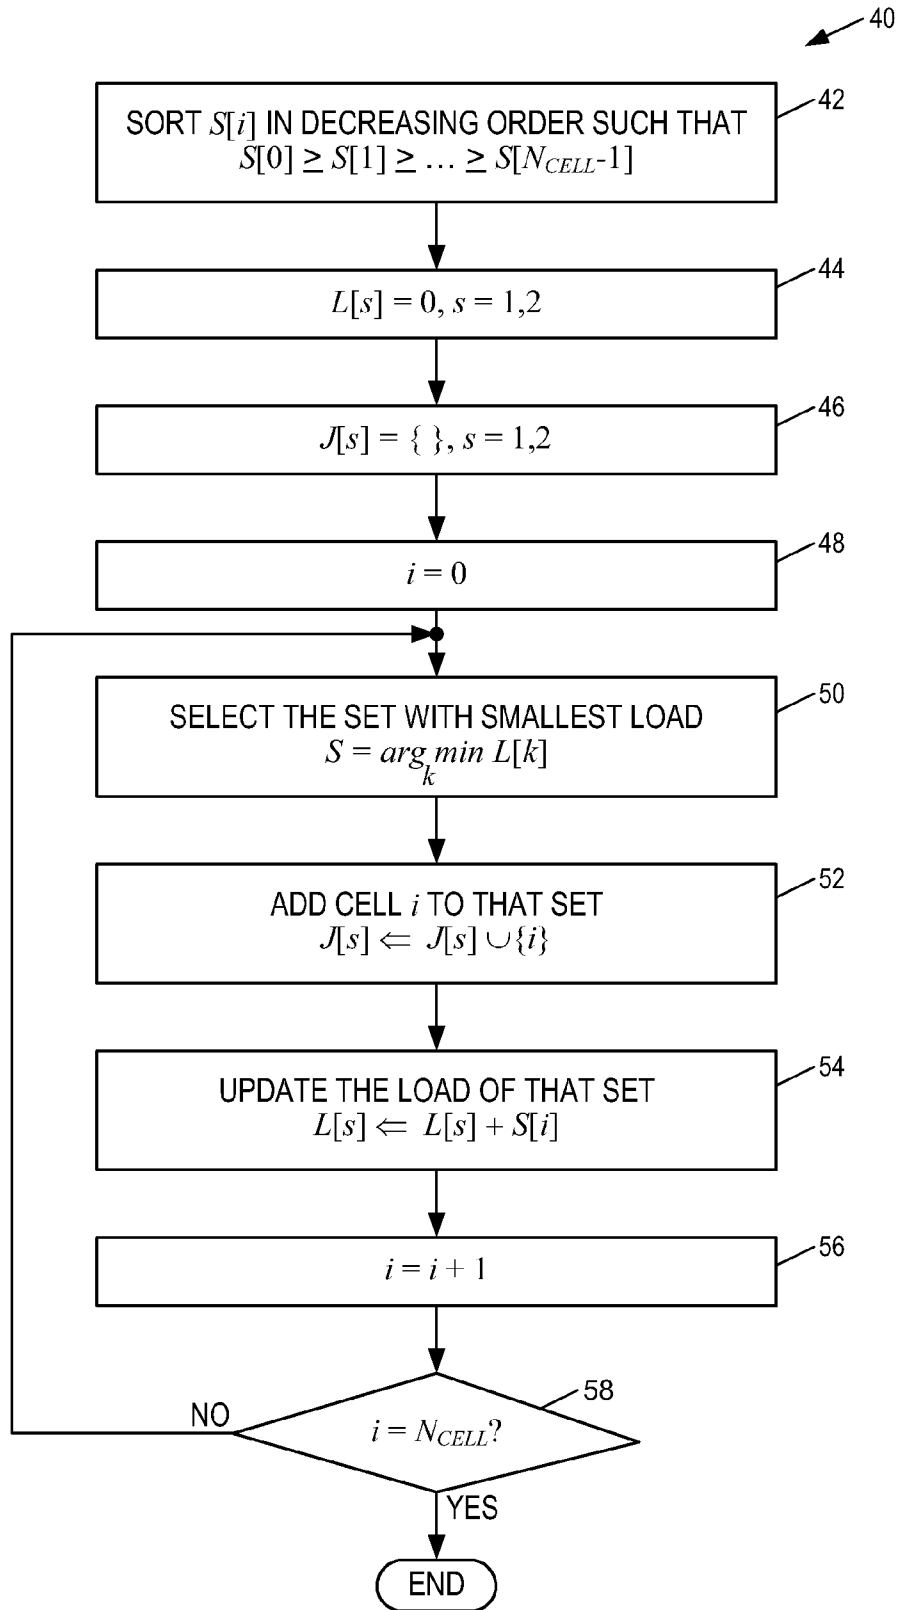 40
42
SORT S[i] IN DECREASING ORDER SUCH THAT
S[0] ≥ S[1] ≥ ... ≥ S[N_CELL-1]
44
L[s] = 0, s = 1,2
46
J[s] = { }, s = 1,2
48
i = 0
50
SELECT THE SET WITH SMALLEST LOAD
S = arg min L[k]
k
52
ADD CELL i TO THAT SET
J[s] ⇐ J[s] ∪{i}
54
UPDATE THE LOAD OF THAT SET
L[s] ⇐ L[s] + S[i]
56
i = i + 1
58
NO
i = N_CELL?
YES
END